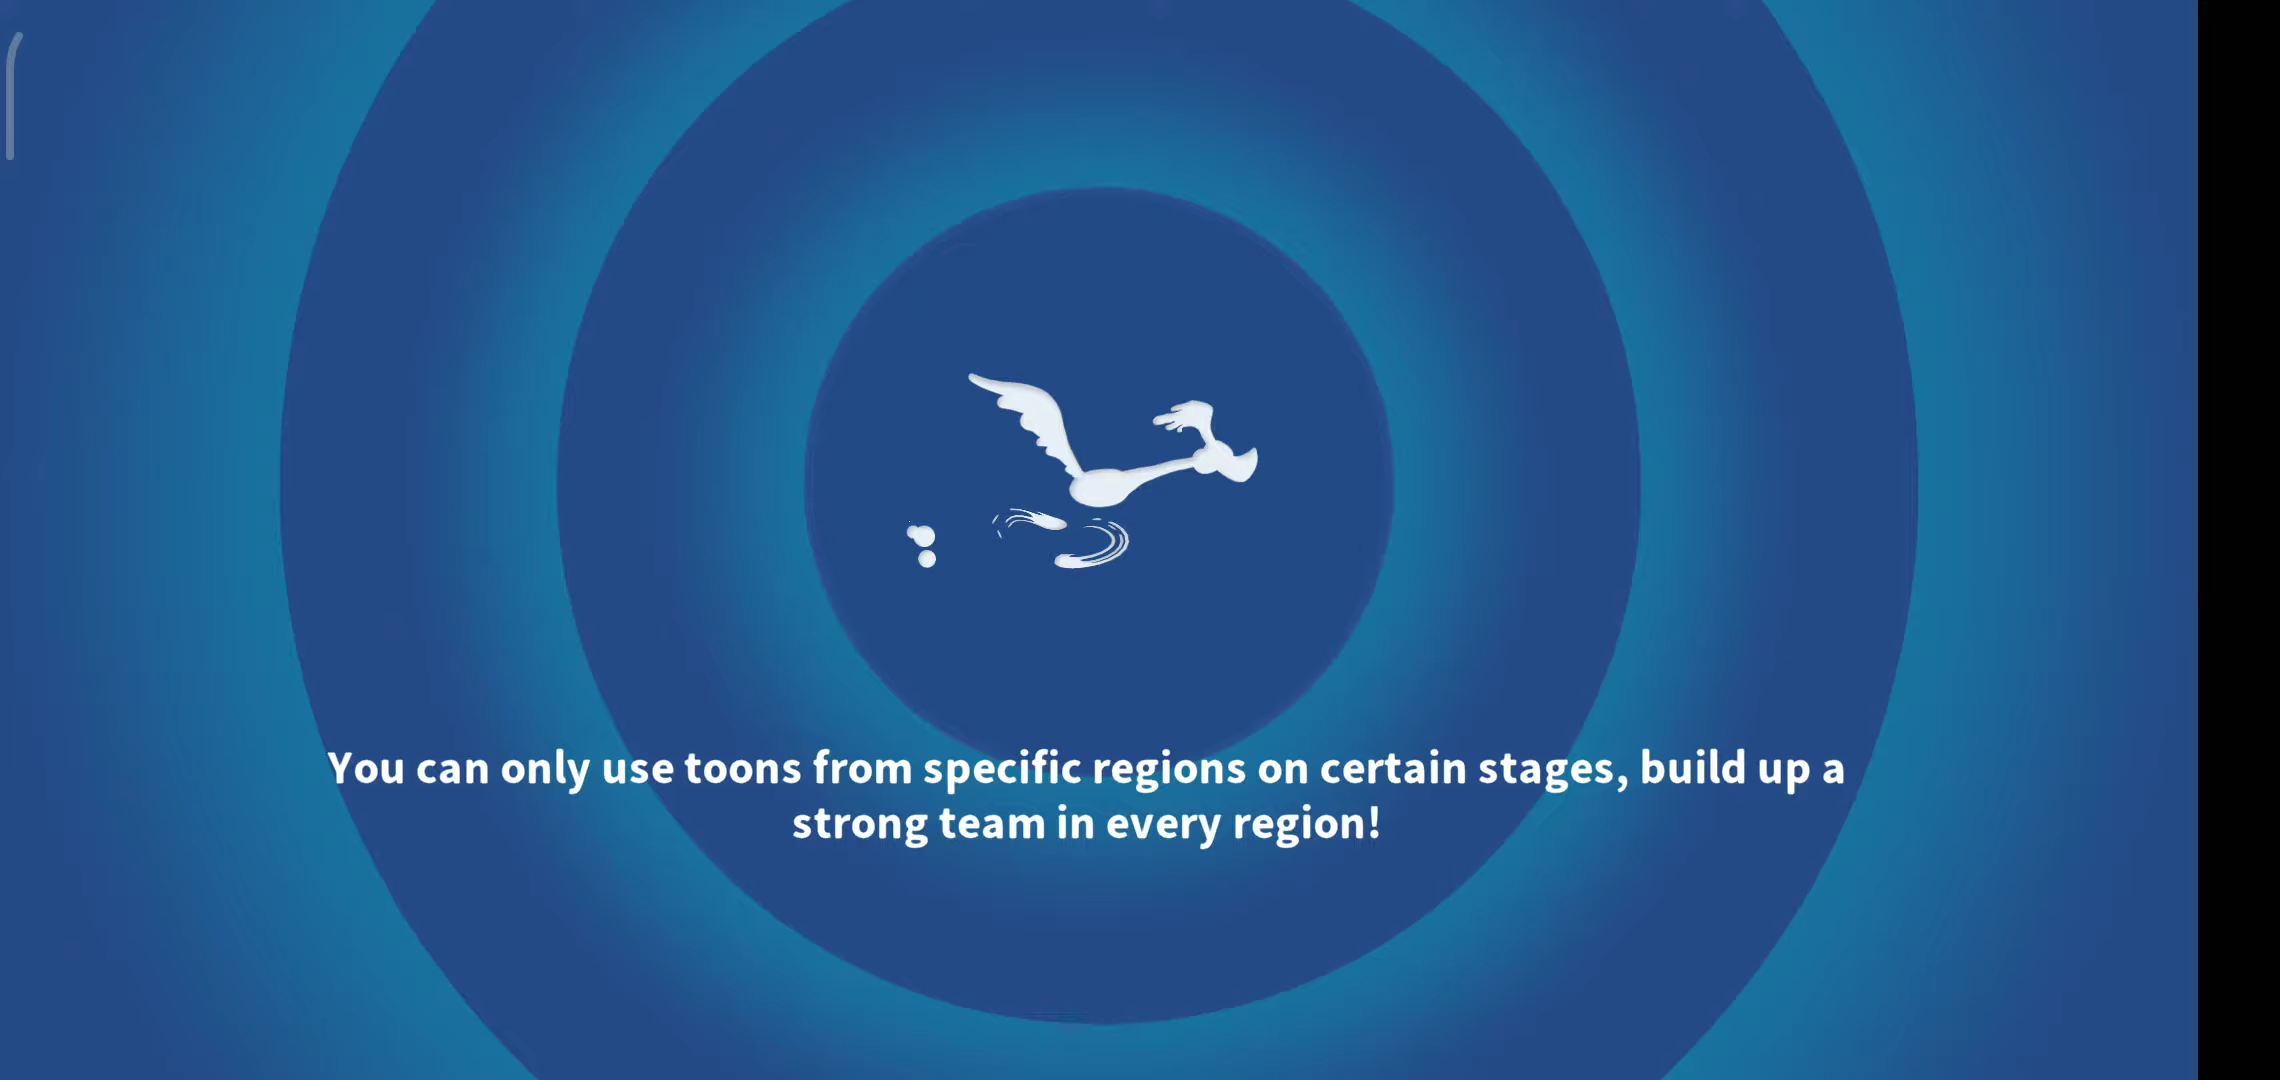 You can only use toons from specific regions on certain stages, build up a
strong team in every region!